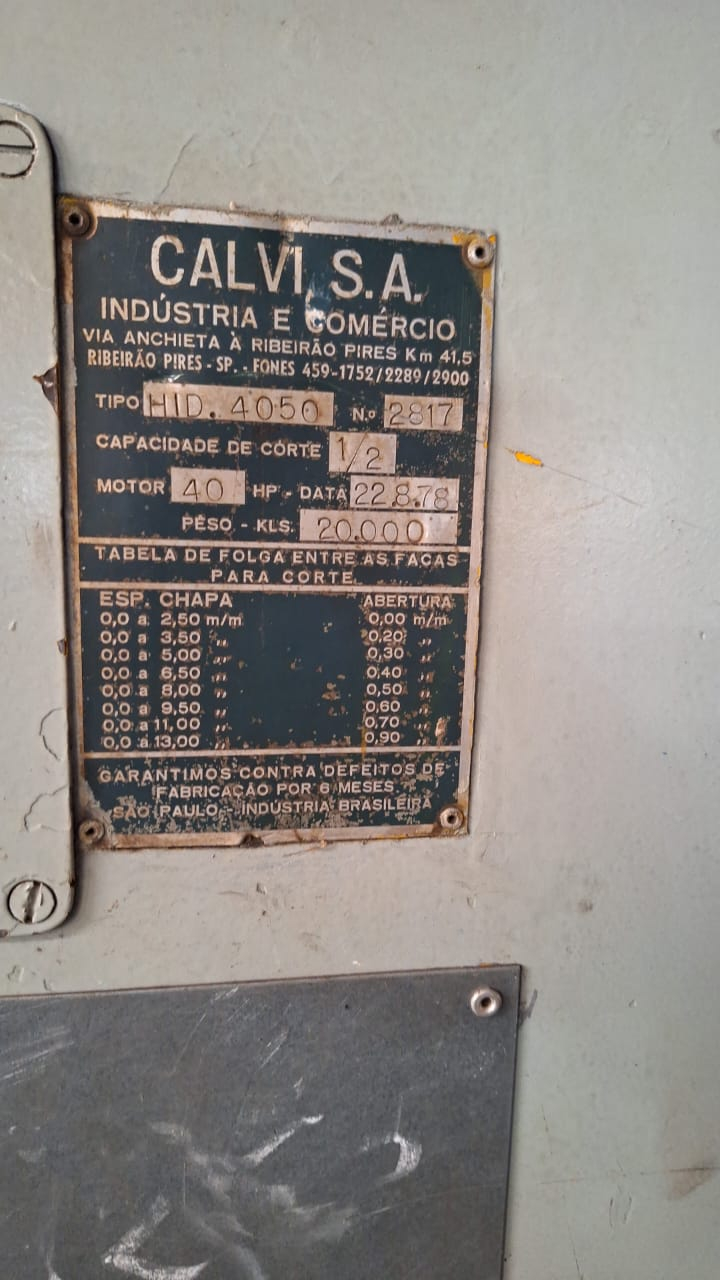 CALVI S.A.
INDÚSTRIA E COMÉRCIO
VIA ANCHIETA À RIBEIRÃO PIRES Km 41,5
RIBEIRÃO PIRES - SP. - FONES 459-1752/2289/2900
TIPO HID. 4050 N.o 2817
CAPACIDADE DE CORTE 1/2
MOTOR 40 HP - DATA 22.8.78
PESO - KLS. 20.000
TABELA DE FOLGA ENTRE AS FACAS
PARA CORTE
ESP. CHAPA ABERTURA
0,0 a 2,50 m/m 0,00 m/m
0,0 a 3,50 " 0,20 "
0,0 a 5,00 " 0,30 "
0,0 a 6,50 " 0,40 "
0,0 a 8,00 " 0,50 "
0,0 a 9,50 " 0,60 "
0,0 a 11,00 " 0,70 "
0,0 a 13,00 " 0,90 "
GARANTIMOS CONTRA DEFEITOS DE
FABRICAÇÃO POR 6 MESES
SÃO PAULO - INDÚSTRIA BRASILEIRA